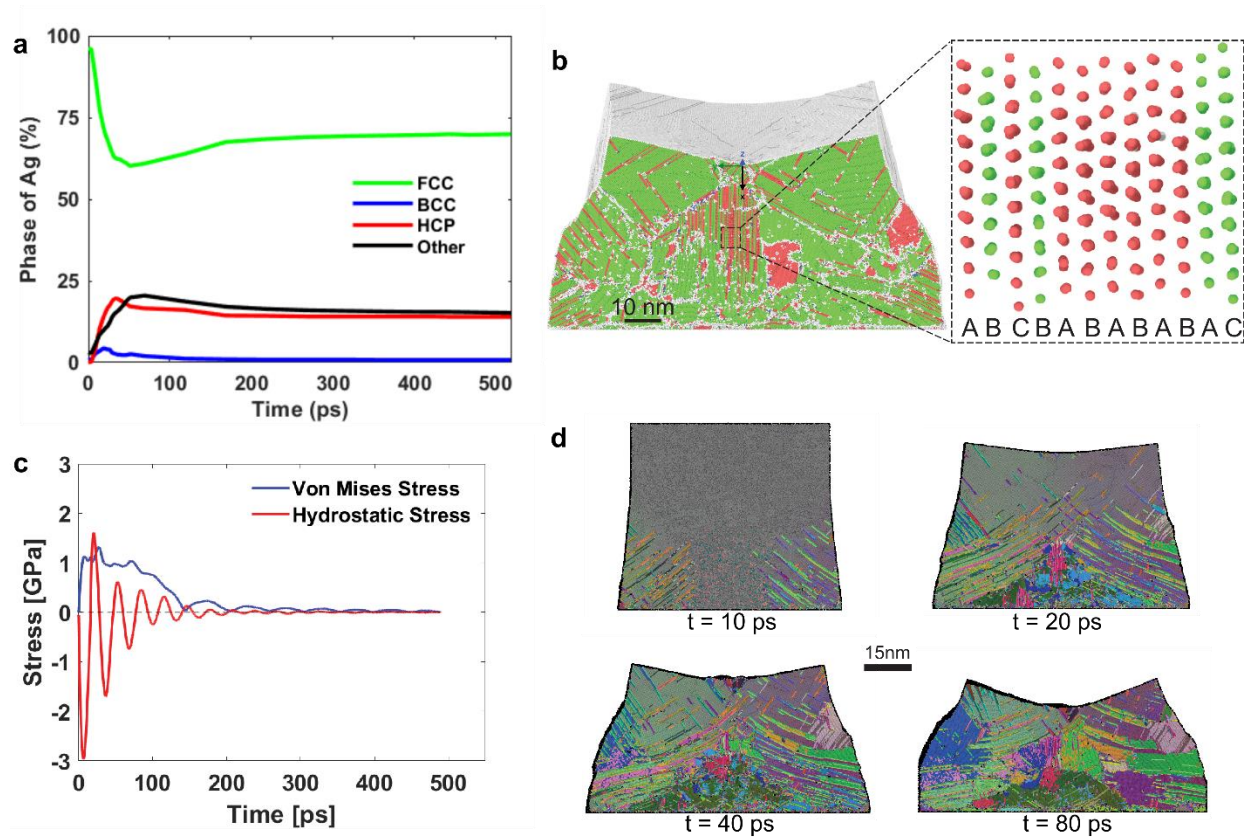 a
Phase of Ag (%)
100
75
50
25
0
FCC
BCC
HCP
Other
0 100 200 300 400 500
Time (ps)
b
z
10 nm
A B C B A B A B A B A C
c
Stress [GPa]
3
2
1
0
-1
-2
-3
Von Mises Stress
Hydrostatic Stress
0 100 200 300 400 500
Time [ps]
d
t = 10 ps
t = 20 ps
15nm
t = 40 ps
t = 80 ps